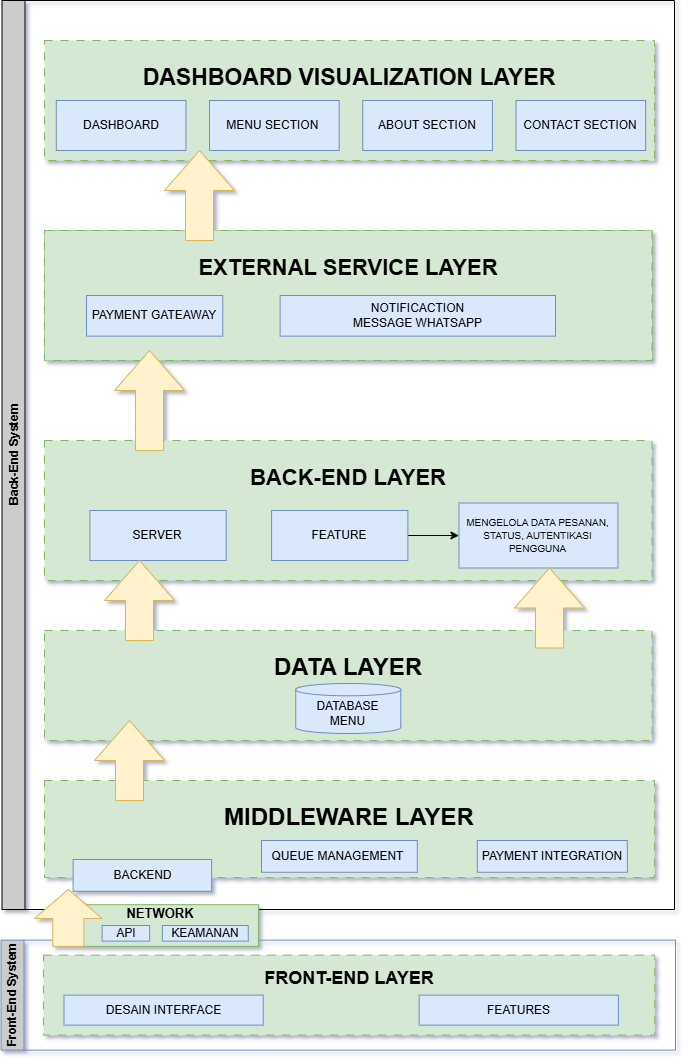 Back-End System
DASHBOARD VISUALIZATION LAYER
DASHBOARD
MENU SECTION
ABOUT SECTION
CONTACT SECTION
EXTERNAL SERVICE LAYER
PAYMENT GATEAWAY
NOTIFICACTION
MESSAGE WHATSAPP
BACK-END LAYER
SERVER
FEATURE
MENGELOLA DATA PESANAN,
STATUS, AUTENTIKASI
PENGGUNA
DATA LAYER
DATABASE
MENU
MIDDLEWARE LAYER
BACKEND
QUEUE MANAGEMENT
PAYMENT INTEGRATION
NETWORK
API
KEAMANAN
Front-End System
FRONT-END LAYER
DESAIN INTERFACE
FEATURES